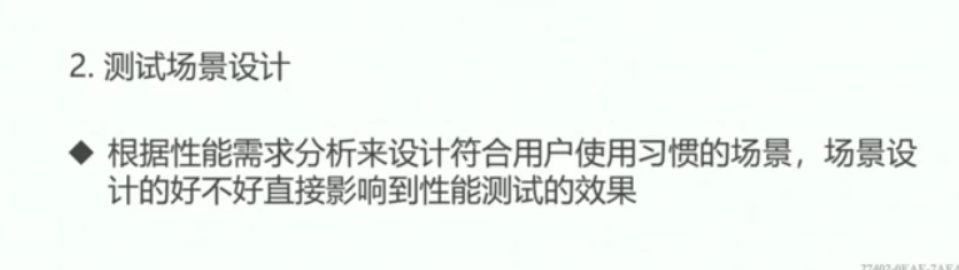 2. 测试场景设计
◆ 根据性能需求分析来设计符合用户使用习惯的场景，场景设
计的好不好直接影响到性能测试的效果